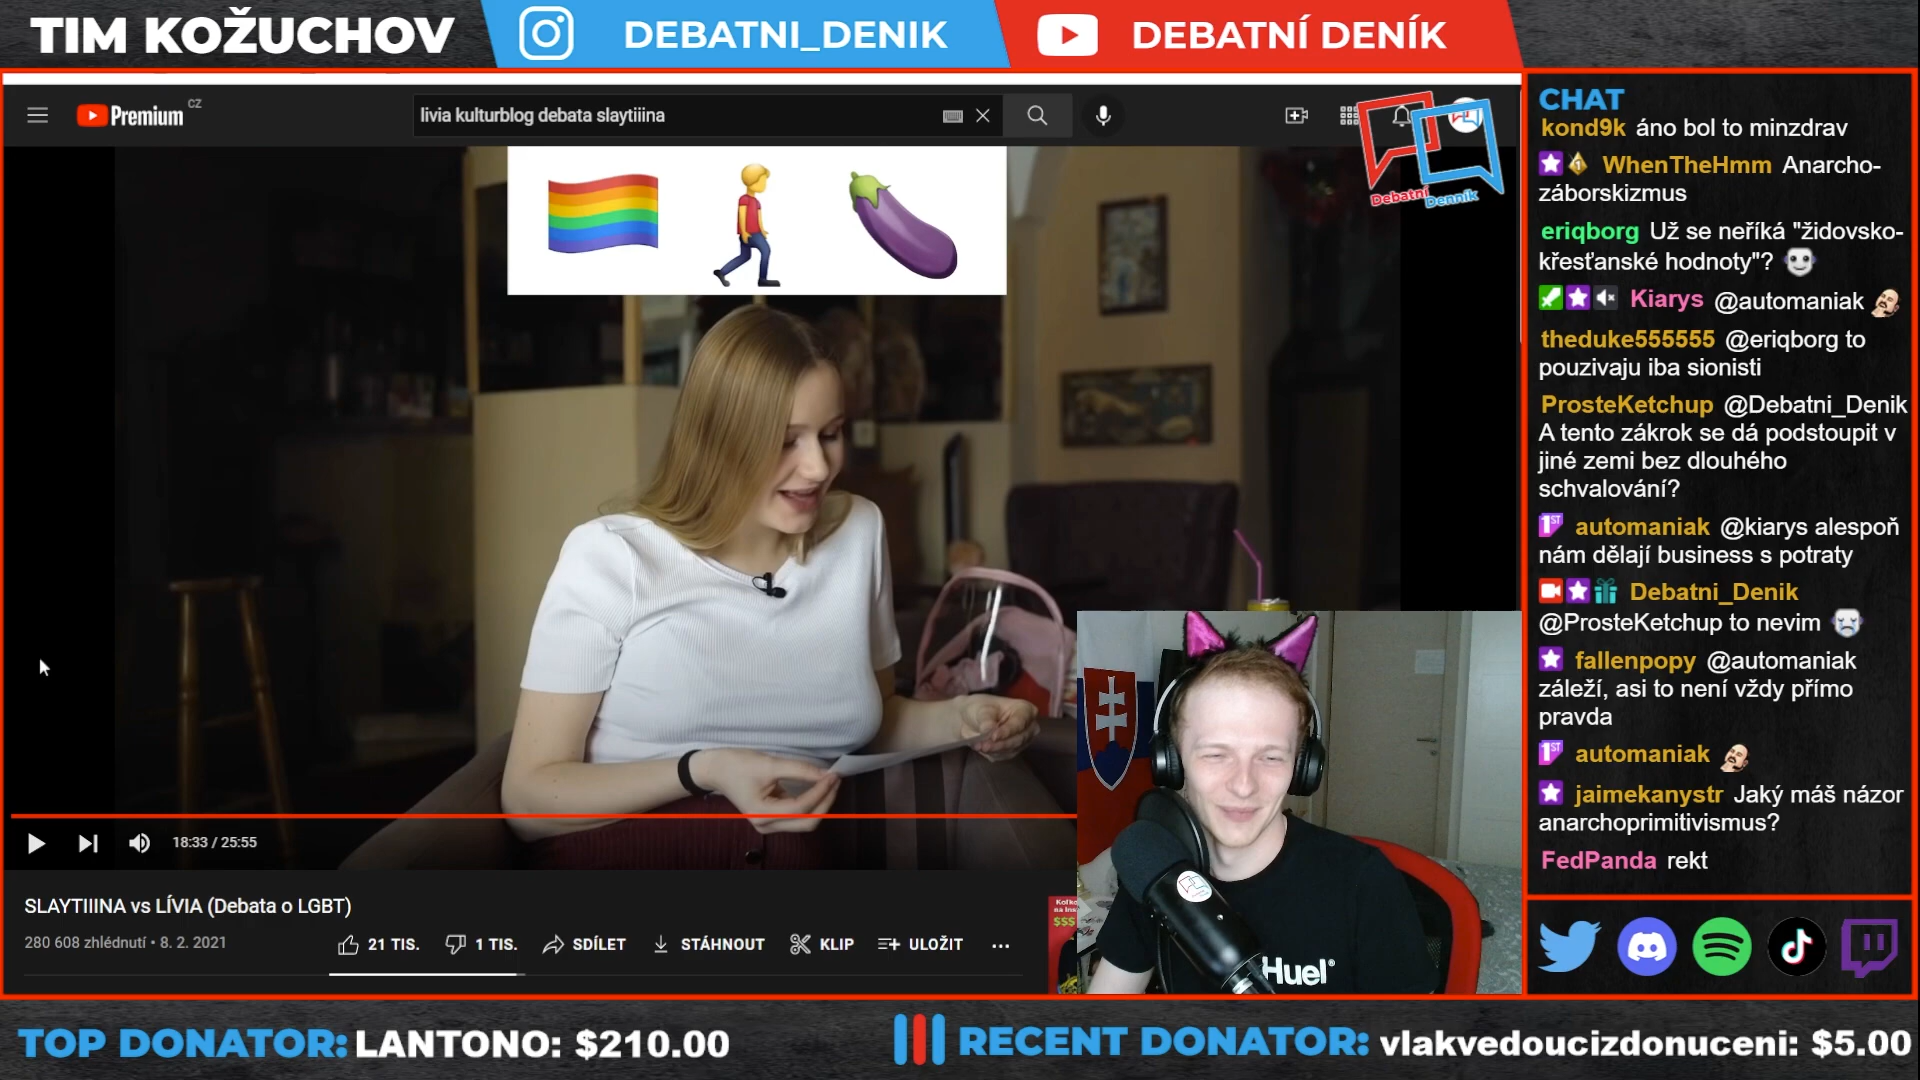 TIM KOŽUCHOV
DEBATNI_DENIK
DEBATNÍ DENÍK
Premium CZ
livia kulturblog debata slaytiiina
Debatní
Denník
CHAT
kond9k áno bol to minzdrav
WhenTheHmm Anarcho-
záborskizmus
eriqborg Už se neříká "židovsko-
křesťanské hodnoty"?
Kiarys @automaniak
theduke555555 @eriqborg to
pouzivaju iba sionisti
ProsteKetchup @Debatni_Denik
A tento zákrok se dá podstoupit v
jiné zemi bez dlouhého
schvalování?
1ST automaniak @kiarys alespoň
nám dělají business s potraty
Debatni_Denik
@ProsteKetchup to nevim
fallenpopy @automaniak
záleží, asi to není vždy přímo
pravda
1ST automaniak
jaimekanystr Jaký máš názor
anarchoprimitivismus?
FedPanda rekt
18:33 / 25:55
SLAYTIIINA vs LÍVIA (Debata o LGBT)
280 608 zhlédnutí • 8. 2. 2021
21 TIS.
1 TIS.
SDÍLET
STÁHNOUT
KLIP
ULOŽIT
$$$
Huel®
TOP DONATOR: LANTONO: $210.00
RECENT DONATOR: vlakvedoucizdonuceni: $5.00